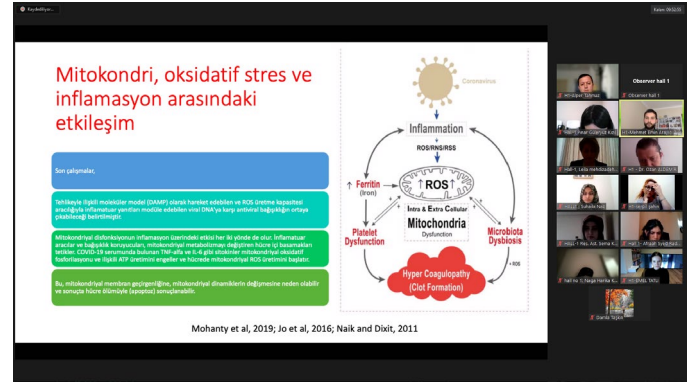 Kaydediliyor...
Mitokondri, oksidatif stres ve
inflamasyon arasındaki
etkileşim
Son çalışmalar,
Tehlikeyle ilişkili moleküler model (DAMP) olarak hareket edebilen ve ROS üretme kapasitesi
aracılığıyla inflamatuar yanıtları modüle edebilen viral DNA'ya karşı antiviral bağışıklığın ortaya
çıkabileceği belirtilmiştir
Mitokondriyal disfonksiyonun inflamasyon üzerindeki etkisi her iki yönde de olur: İnflamatuar
aracılar ve bağışıklık koruyucuları, mitokondriyal metabolizmayı değiştiren hücre içi basamakları
tetikler. COVID-19 serumunda bulunan TNF-alfa ve IL-6 gibi sitokinler mitokondriyal oksidatif
fosforilasyonu ve ilişkili ATP üretimini engeller ve hücrede mitokondriyal ROS üretimini başlatır.
Bu, mitokondriyal membran geçirgenliğine, mitokondriyal dinamiklerin değişmesine neden olabilir
ve sonuçta hücre ölümüyle (apoptoz) sonuçlanabilir.
Coronavirus
Inflammation
ROS/RNS/RSS
↑ Ferritin
(Iron)
↑ROS↑
Intra & Extra Cellular
Mitochondria
Dysfunction
Platelet
Dysfunction
Microbiota
Dysbiosis
+ ROS
Hyper Coagulopathy
(Clot Formation)
Mohanty et al, 2019; Jo et al, 2016; Naik and Dixit, 2011
Observer hall 1
Observer hall 1